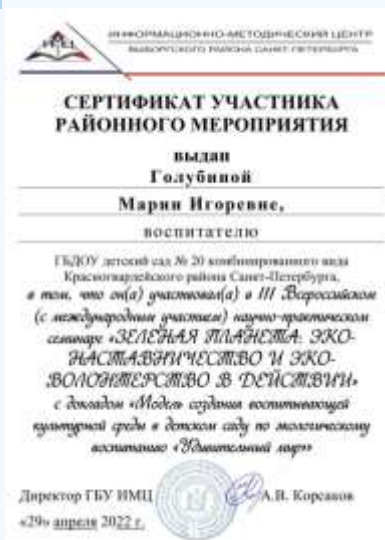 ИМЦ
ИНФОРМАЦИОННО-МЕТОДИЧЕСКИЙ ЦЕНТР
ВЫБОРГСКОГО РАЙОНА САНКТ-ПЕТЕРБУРГА
СЕРТИФИКАТ УЧАСТНИКА
РАЙОННОГО МЕРОПРИЯТИЯ
выдан
Голубиной
Марии Игоревне,
воспитателю
ГБДОУ детский сад № 20 комбинированного вида
Красногвардейского района Санкт-Петербурга,
в том, что он(а) участвовал(а) в III Всероссийском
(с международным участием) научно-практическом
семинаре «ЗЕЛЁНАЯ ПЛАНЕТА: ЭКО-
НАСТАВНИЧЕСТВО И ЭКО-
ВОЛОНТЕРСТВО В ДЕЙСТВИИ»
с докладом «Модель создания воспитывающей
культурной среды в детском саду по экологическому
воспитанию «Удивительный мир»»
Директор ГБУ ИМЦ А.В. Корсаков
«29» апреля 2022 г.